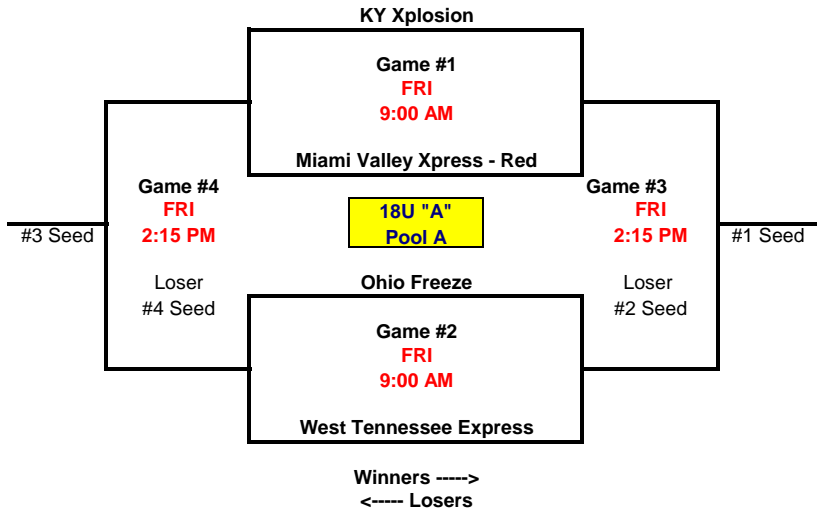 KY Xplosion
Game #1
FRI
9:00 AM
Miami Valley Xpress - Red
Game #4
FRI
2:15 PM
#3 Seed
Loser
#4 Seed
18U "A"
Pool A
Game #3
FRI
2:15 PM
#1 Seed
Loser
#2 Seed
Ohio Freeze
Game #2
FRI
9:00 AM
West Tennessee Express
Winners ----->
<----- Losers